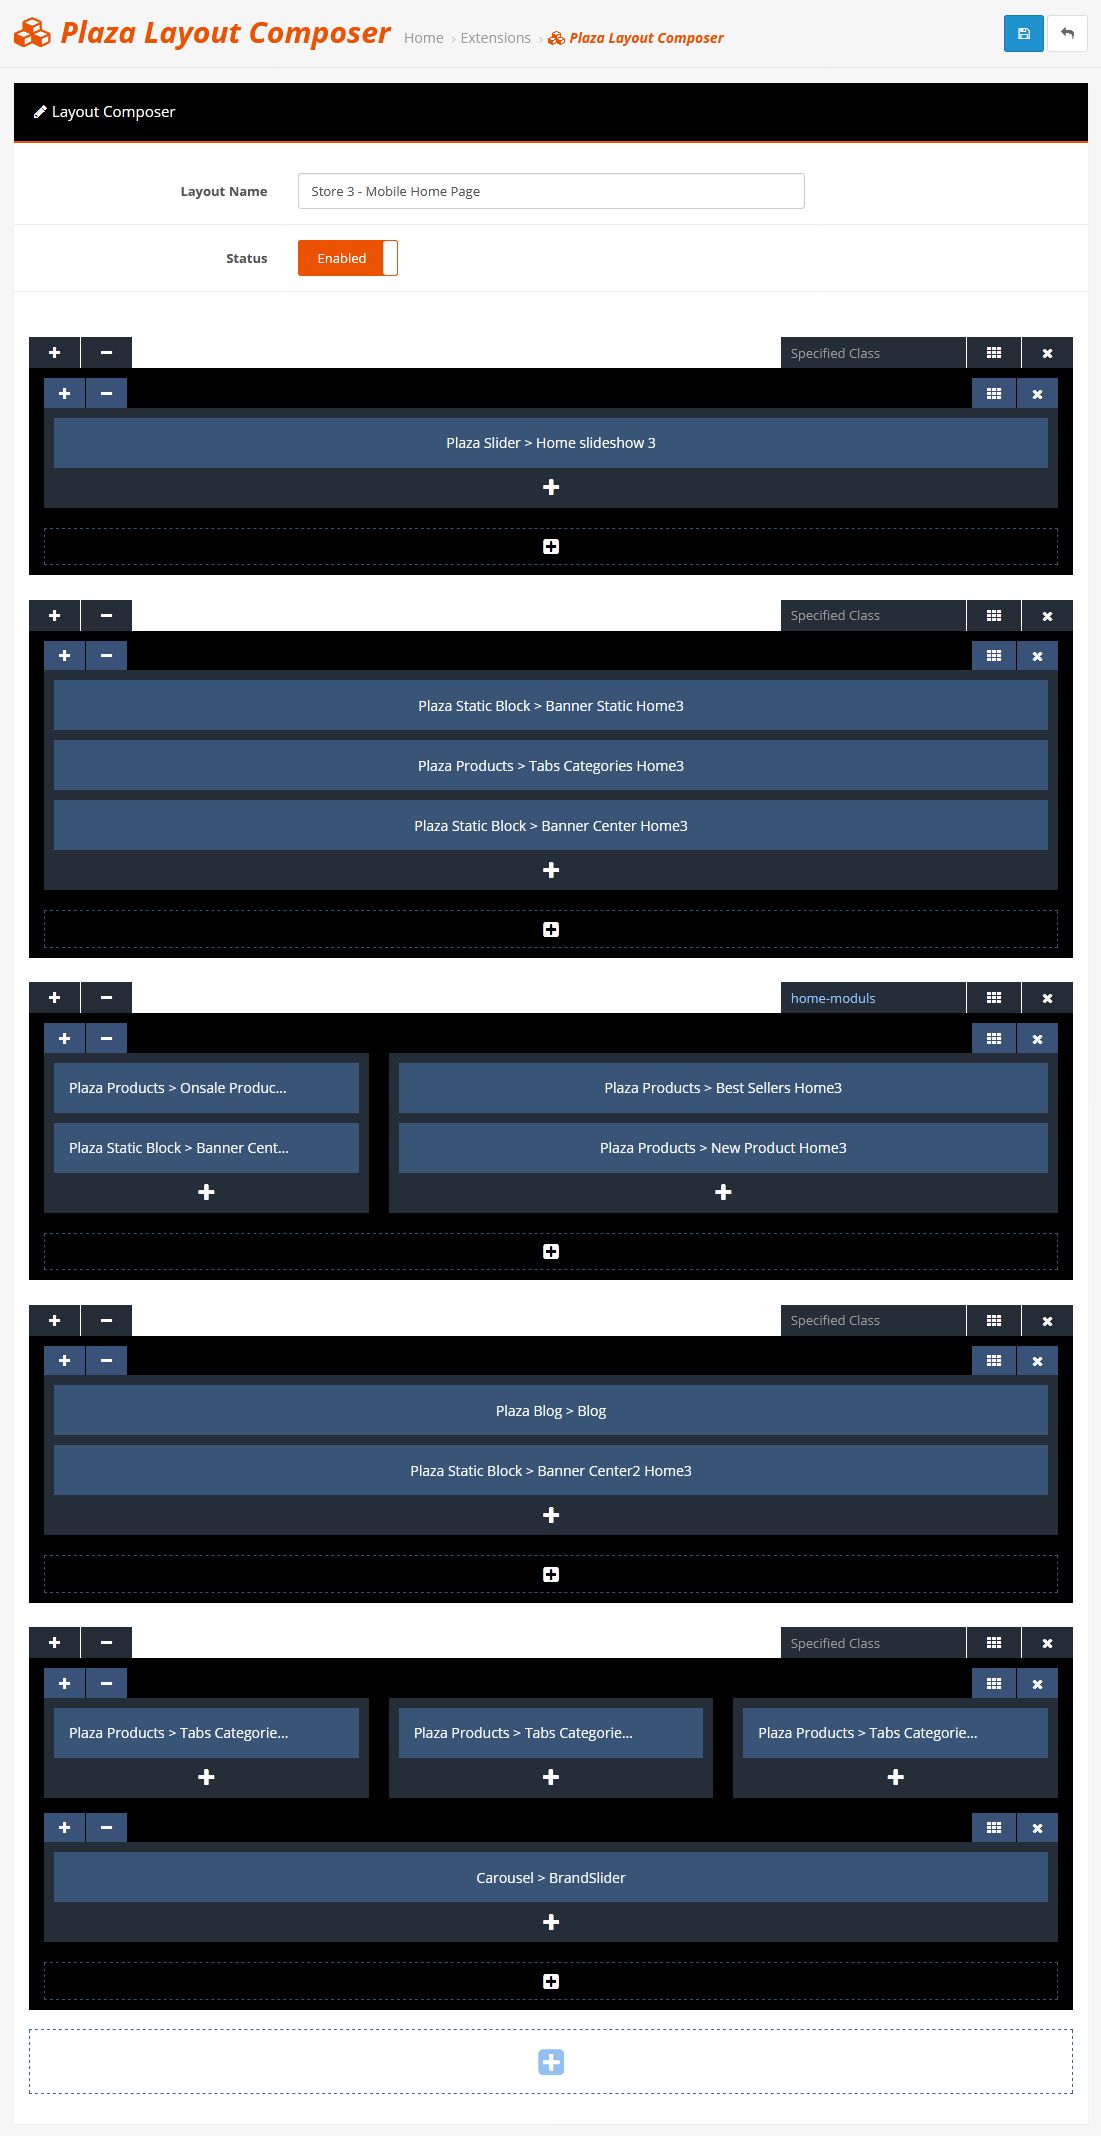 Plaza Layout Composer Home › Extensions › Plaza Layout Composer
Layout Composer
Layout Name Store 3 - Mobile Home Page
Status Enabled
Specified Class
Plaza Slider > Home slideshow 3
Specified Class
Plaza Static Block > Banner Static Home3
Plaza Products > Tabs Categories Home3
Plaza Static Block > Banner Center Home3
home-moduls
Plaza Products > Onsale Produc... Plaza Products > Best Sellers Home3
Plaza Static Block > Banner Cent... Plaza Products > New Product Home3
Specified Class
Plaza Blog > Blog
Plaza Static Block > Banner Center2 Home3
Specified Class
Plaza Products > Tabs Categorie... Plaza Products > Tabs Categorie... Plaza Products > Tabs Categorie...
Carousel > BrandSlider